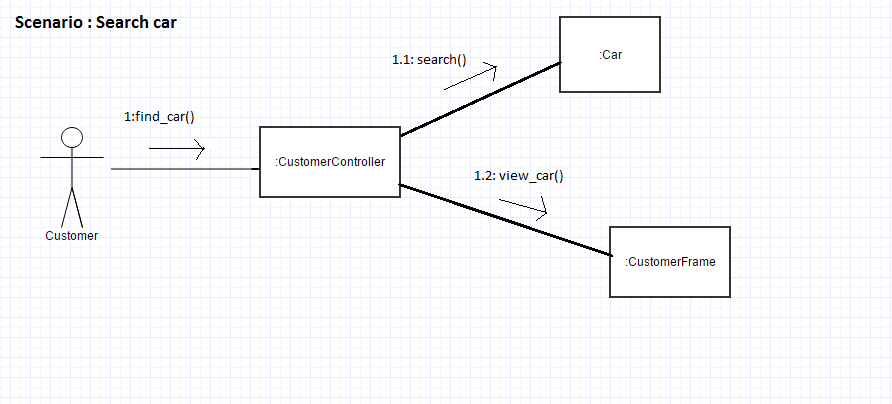 Scenario : Search car
1.1: search()
:Car
1:find_car()
:CustomerController
1.2: view_car()
Customer
:CustomerFrame